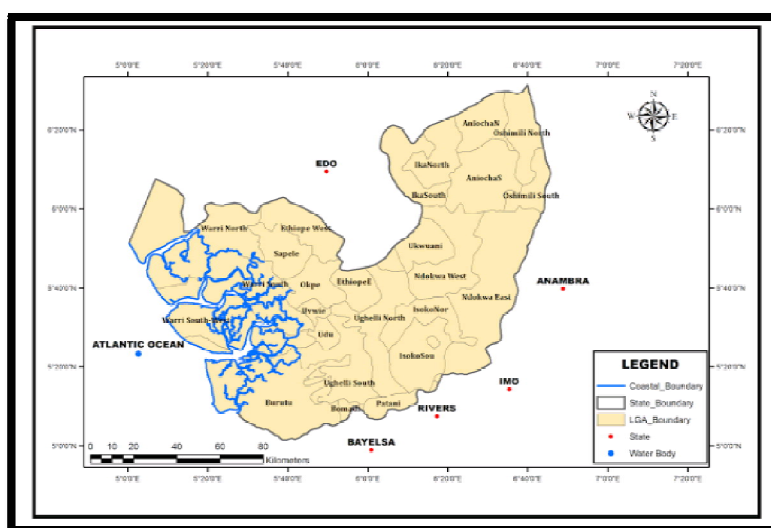 5°0'0"E 5°20'0"E 5°40'0"E 6°0'0"E 6°20'0"E 6°40'0"E 7°0'0"E 7°20'0"E
N
W E
S
6°20'0"N 6°20'0"N
AniochaN
Oshimili North
EDO
IkaNorth
AniochaS
IkaSouth
Oshimili South
6°0'0"N 6°0'0"N
Warri North
Ethiope West
Ukwuani
Sapele
Ndokwa West
ANAMBRA
EthiopeE
Warri South
Okpe
5°40'0"N 5°40'0"N
Ndokwa East
IsokoNor
Uvwie
Warri South-West
Ughelli North
Udu
ATLANTIC OCEAN
IsokoSou
5°20'0"N 5°20'0"N
LEGEND
Ughelli South
IMO
Coastal_Boundary
Burutu
Bomadi
Patani
State_Boundary
RIVERS
LGA_Boundary
State
Water Body
BAYELSA
5°0'0"N 5°0'0"N
0 10 20 40 60 80
Kilometers
5°0'0"E 5°20'0"E 5°40'0"E 6°0'0"E 6°20'0"E 6°40'0"E 7°0'0"E 7°20'0"E